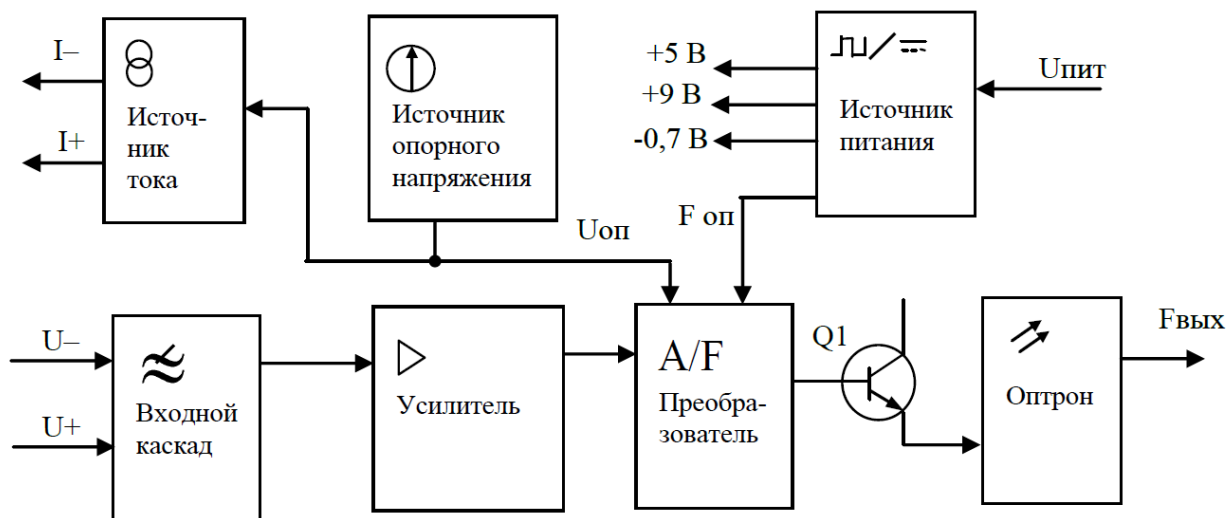 I–
I+
Источ-
ник
тока
Источник
опорного
напряжения
+5 В
+9 В
-0,7 В
Источник
питания
Uпит
Uоп
F оп
U–
U+
Входной
каскад
Усилитель
A/F
Преобра-
зователь
Q1
Оптрон
Fвых